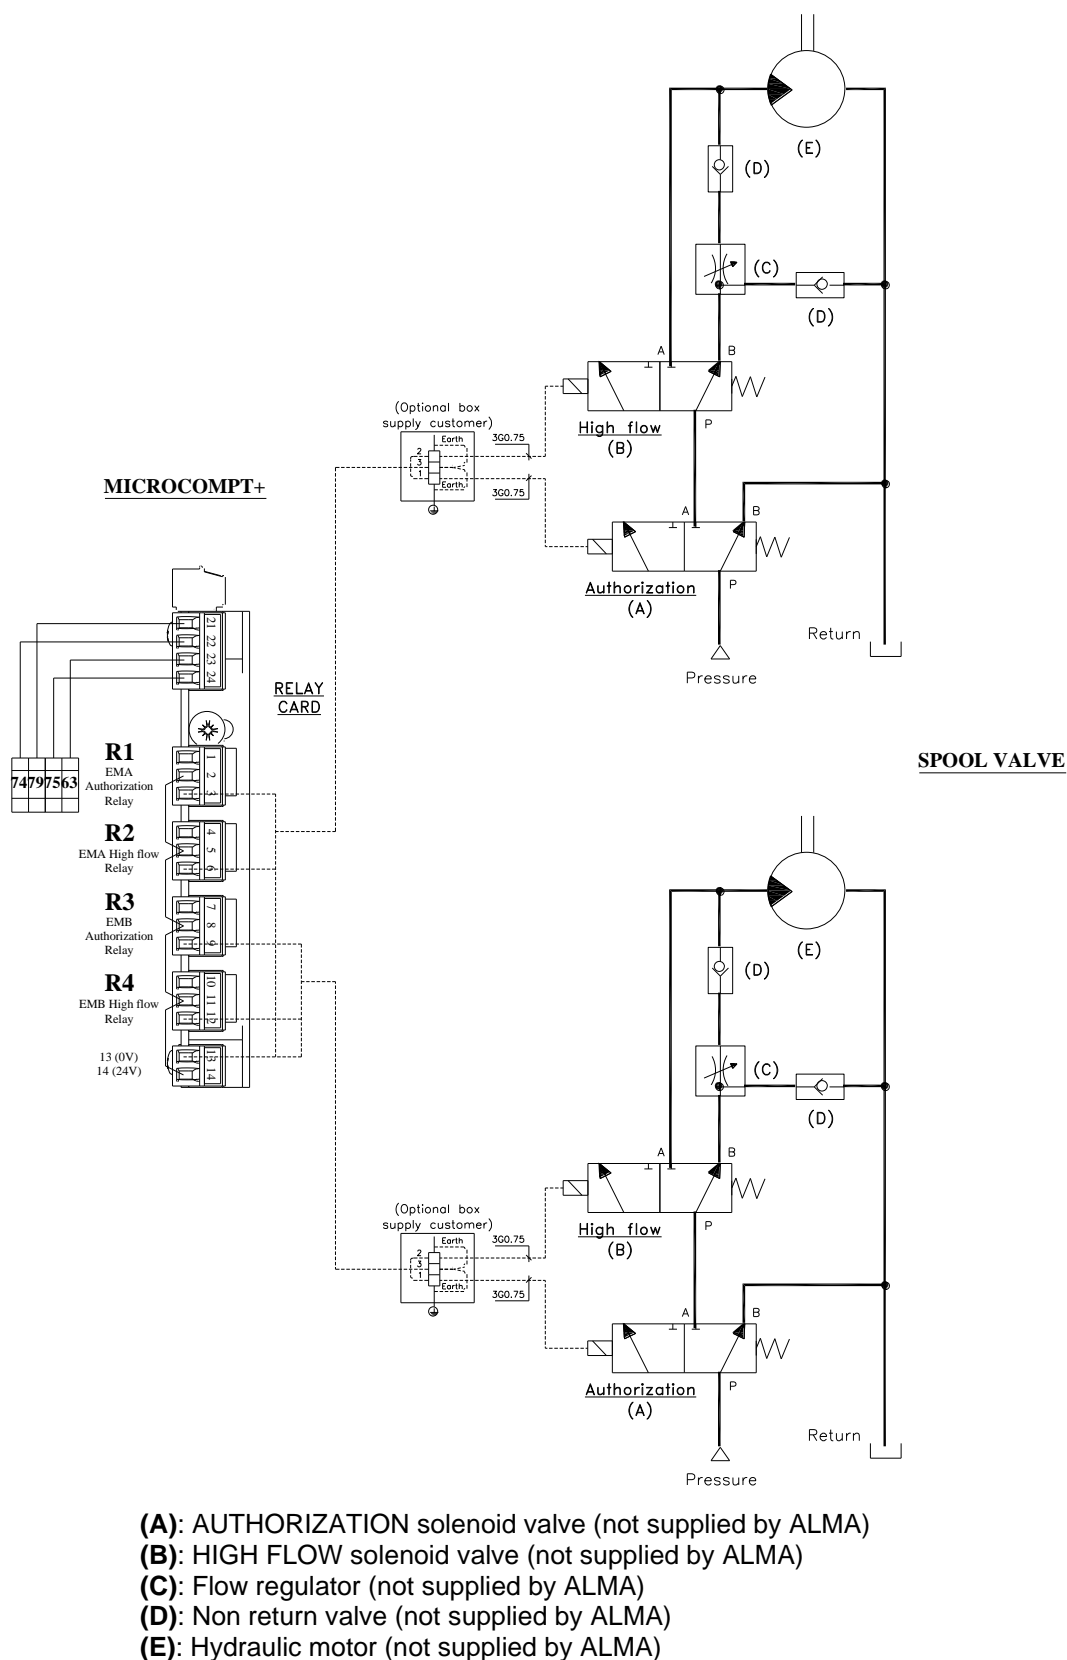 (E)
(D)
(C)
(D)
A
B
(Optional box
supply customer)
Earth
2
3
1
Earth
3G0.75
3G0.75
High flow
(B)
P
MICROCOMPT+
A
B
Authorization
(A)
P
Return
Pressure
21
22
23
24
RELAY
CARD
74 79 75 63
R1
EMA
Authorization
Relay
1
2
3
R2
EMA High flow
Relay
4
5
6
R3
EMB
Authorization
Relay
7
8
9
R4
EMB High flow
Relay
10
11
12
13 (0V)
14 (24V)
13
14
SPOOL VALVE
(E)
(D)
(C)
(D)
A
B
(Optional box
supply customer)
Earth
2
3
1
Earth
3G0.75
3G0.75
High flow
(B)
P
A
B
Authorization
(A)
P
Return
Pressure
(A): AUTHORIZATION solenoid valve (not supplied by ALMA)
(B): HIGH FLOW solenoid valve (not supplied by ALMA)
(C): Flow regulator (not supplied by ALMA)
(D): Non return valve (not supplied by ALMA)
(E): Hydraulic motor (not supplied by ALMA)